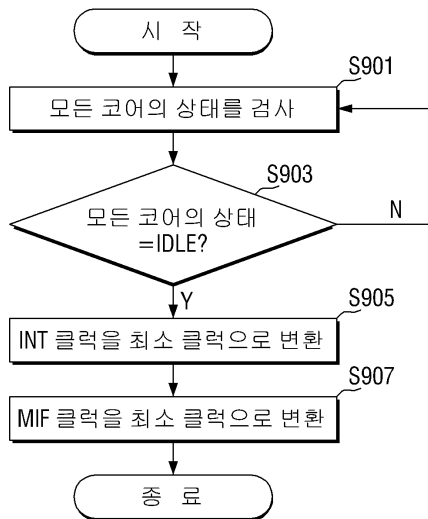 시 작
S901
모든 코어의 상태를 검사
S903
모든 코어의 상태
=IDLE?
N
Y
S905
INT 클럭을 최소 클럭으로 변환
S907
MIF 클럭을 최소 클럭으로 변환
종 료